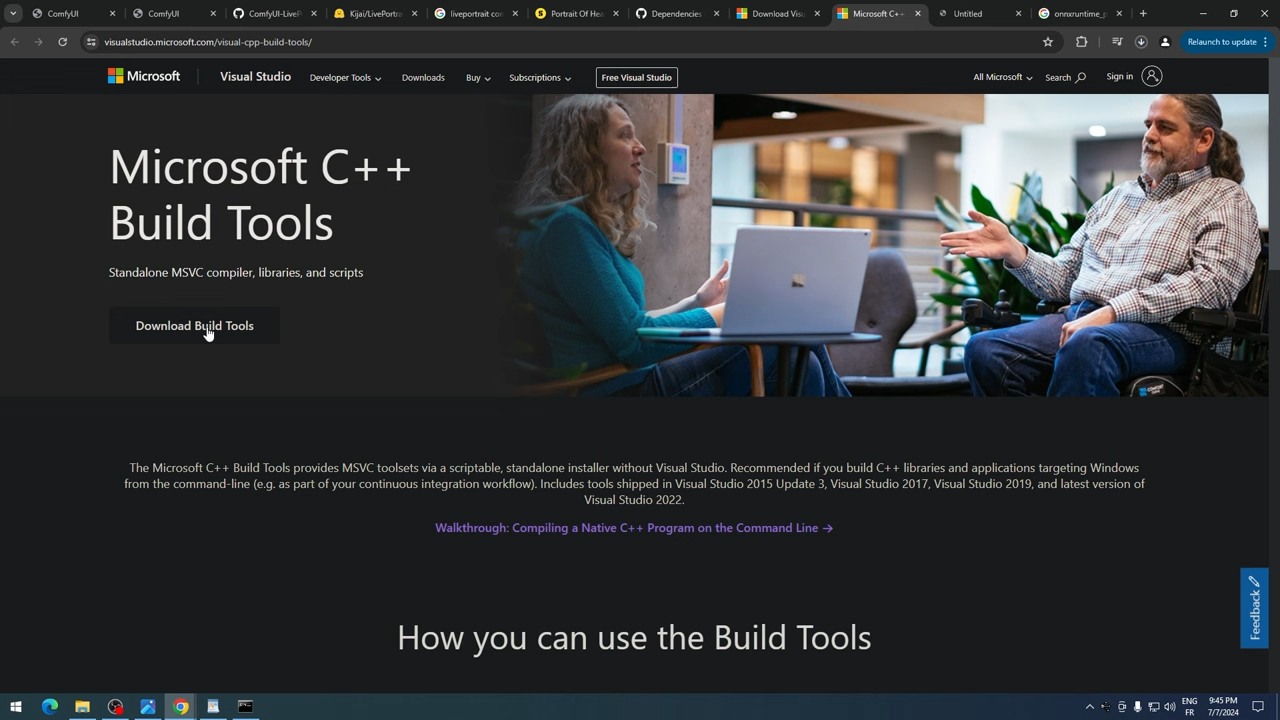 ComfyUI
ComfyUI
ComfyUI-LiveP
Kijai/LivePortra
liveportrait con
Portrait Of Hea
Dependencies
Download Visu
Microsoft C++
Untitled
onnxruntime_p
visualstudio.microsoft.com/visual-cpp-build-tools/
Relaunch to update
Microsoft
Visual Studio
Developer Tools
Downloads
Buy
Subscriptions
Free Visual Studio
All Microsoft
Search
Sign in
Microsoft C++
Build Tools
Standalone MSVC compiler, libraries, and scripts
Download Build Tools
The Microsoft C++ Build Tools provides MSVC toolsets via a scriptable, standalone installer without Visual Studio. Recommended if you build C++ libraries and applications targeting Windows
from the command-line (e.g. as part of your continuous integration workflow). Includes tools shipped in Visual Studio 2015 Update 3, Visual Studio 2017, Visual Studio 2019, and latest version of
Visual Studio 2022.
Walkthrough: Compiling a Native C++ Program on the Command Line →
Feedback
How you can use the Build Tools
ENG
FR
9:45 PM
7/7/2024